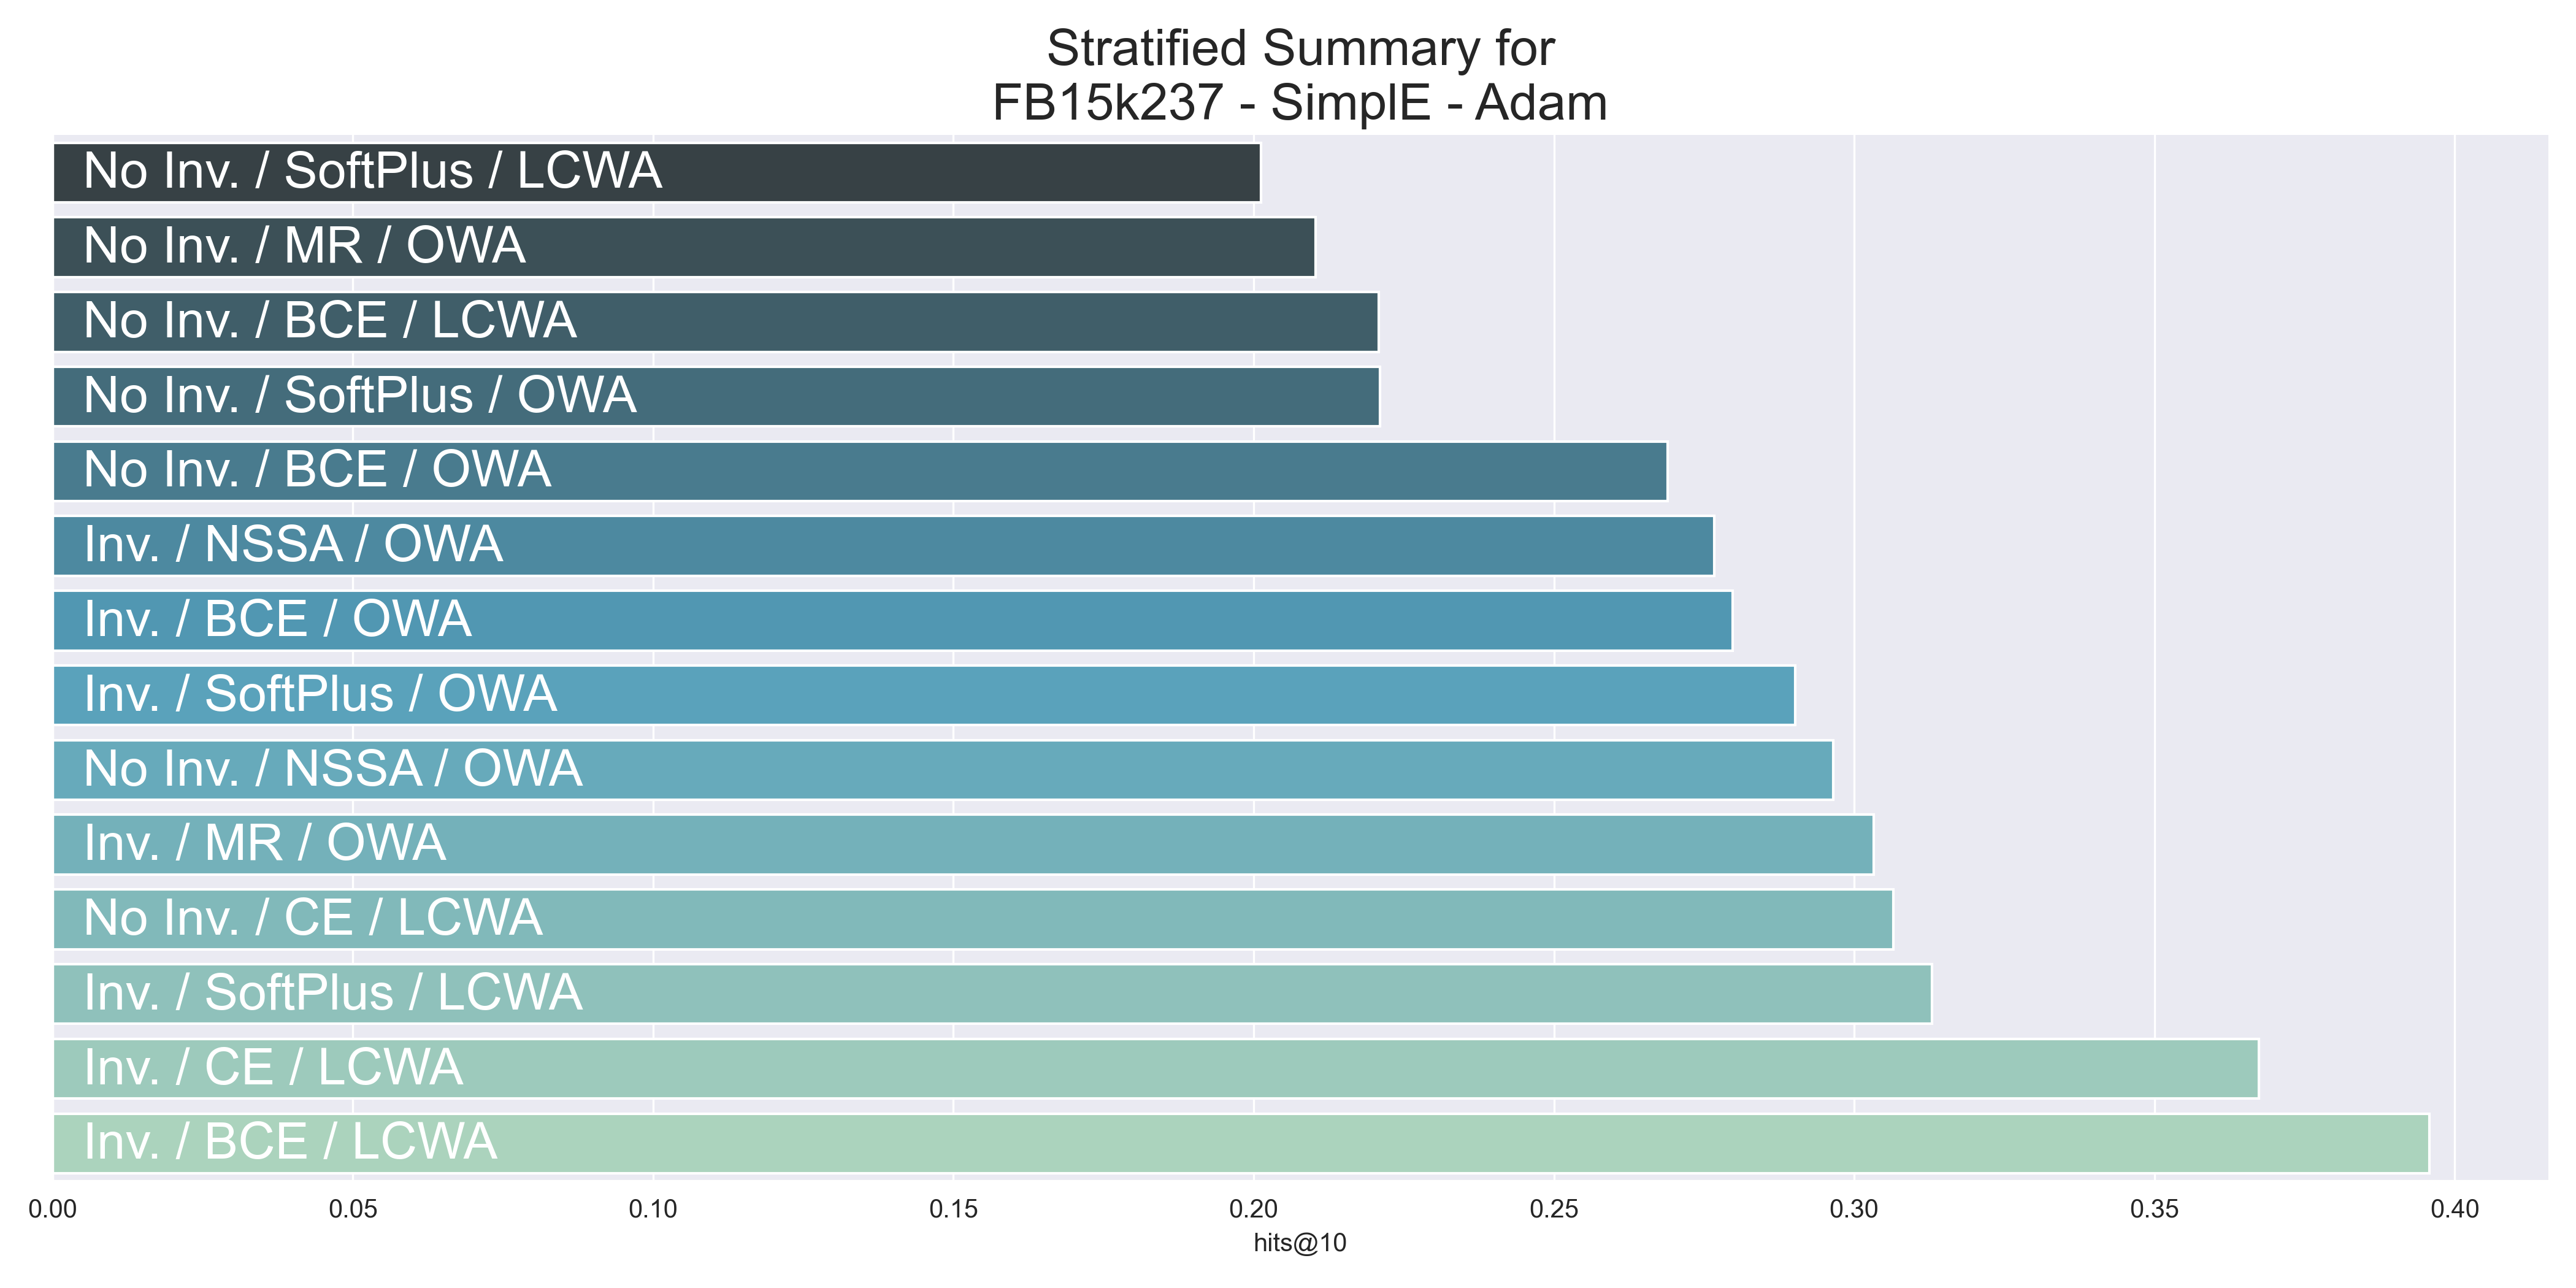 Stratified Summary for
FB15k237 - SimplE - Adam
No Inv. / SoftPlus / LCWA
No Inv. / MR / OWA
No Inv. / BCE / LCWA
No Inv. / SoftPlus / OWA
No Inv. / BCE / OWA
Inv. / NSSA / OWA
Inv. / BCE / OWA
Inv. / SoftPlus / OWA
No Inv. / NSSA / OWA
Inv. / MR / OWA
No Inv. / CE / LCWA
Inv. / SoftPlus / LCWA
Inv. / CE / LCWA
Inv. / BCE / LCWA
0.00 0.05 0.10 0.15 0.20 0.25 0.30 0.35 0.40
hits@10